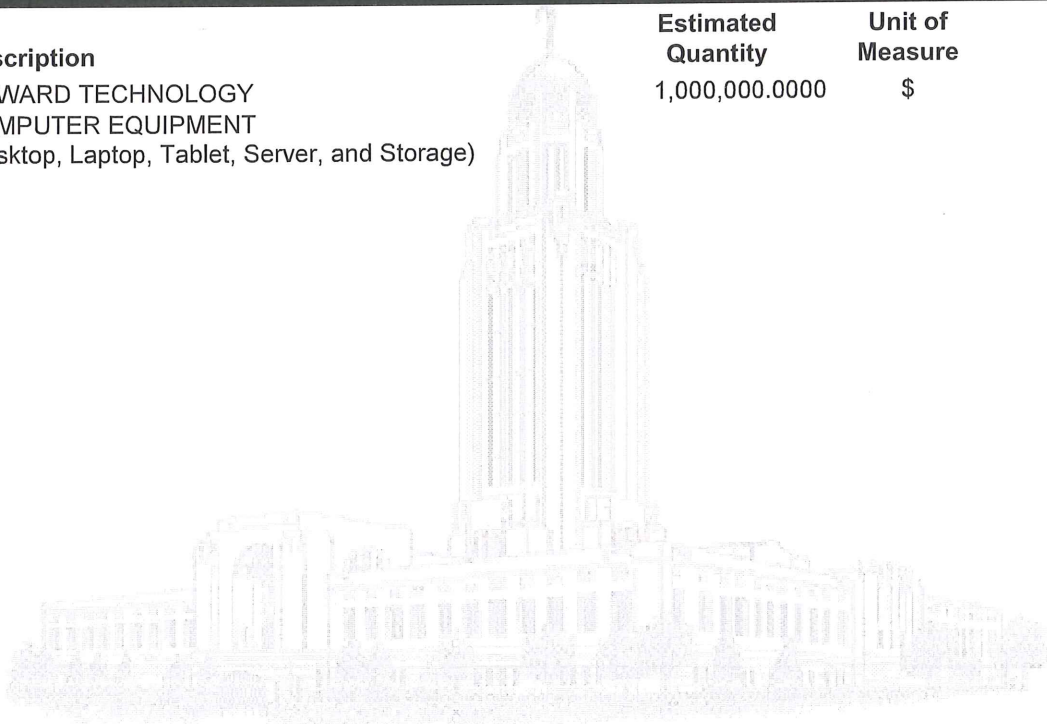 Estimated Unit of
scription Quantity Measure
WARD TECHNOLOGY 1,000,000.0000 $
MPUTER EQUIPMENT
sktop, Laptop, Tablet, Server, and Storage)